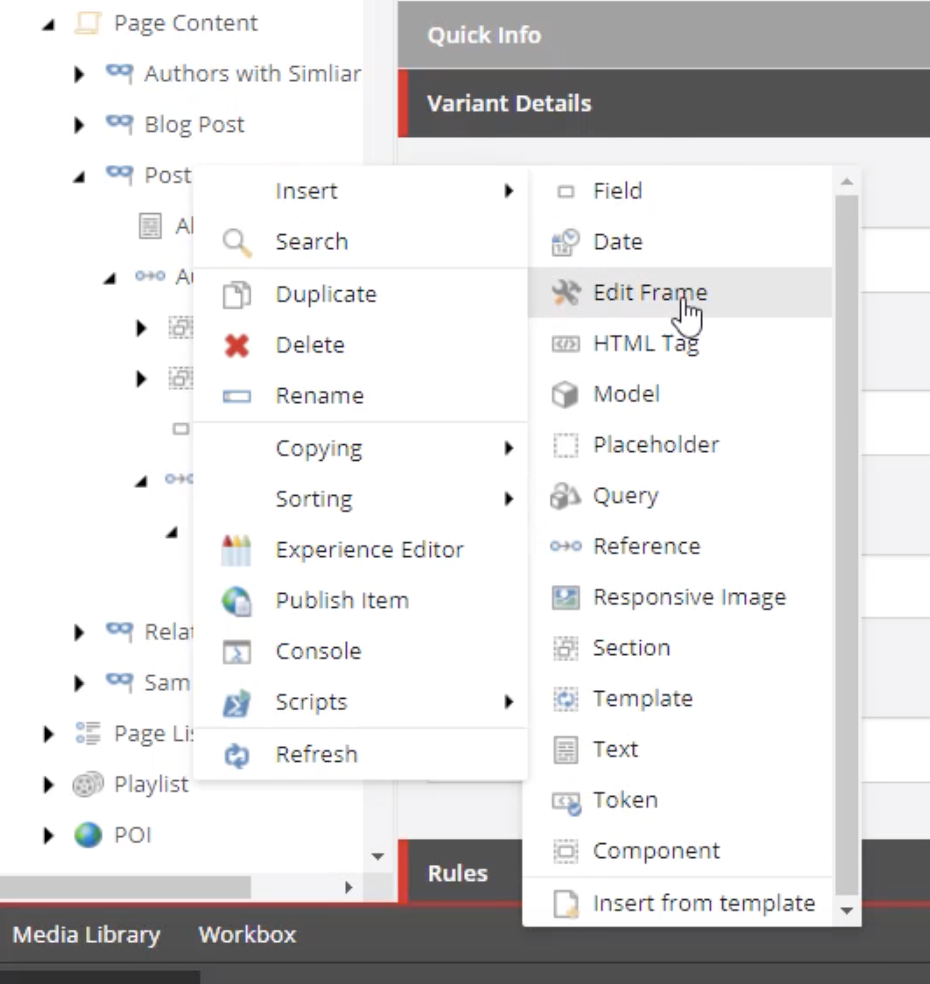 Page Content
Authors with Simliar
Blog Post
Post
Al
Au
Relat
Sam
Page Lis
Playlist
POI
Quick Info
Variant Details
Insert
Search
Duplicate
Delete
Rename
Copying
Sorting
Experience Editor
Publish Item
Console
Scripts
Refresh
Field
Date
Edit Frame
HTML Tag
Model
Placeholder
Query
Reference
Responsive Image
Section
Template
Text
Token
Component
Insert from template
Rules
Media Library
Workbox